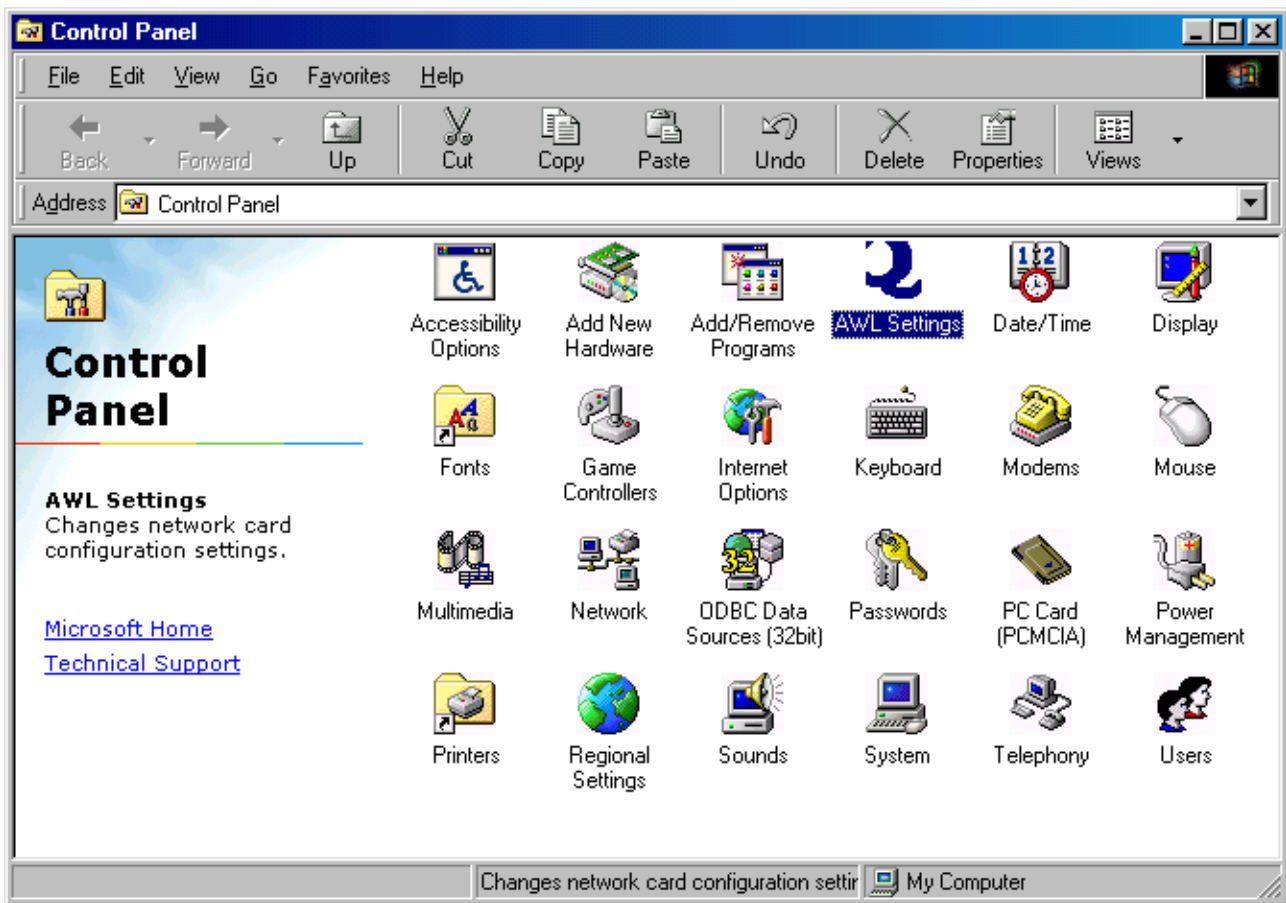 Control Panel
File Edit View Go Favorites Help
Back Forward Up Cut Copy Paste Undo Delete Properties Views
Address Control Panel
Control
Panel
AWL Settings
Changes network card
configuration settings.
Microsoft Home
Technical Support
Accessibility
Options
Add New
Hardware
Add/Remove
Programs
AWL Settings
Date/Time
Display
Fonts
Game
Controllers
Internet
Options
Keyboard
Modems
Mouse
Multimedia
Network
ODBC Data
Sources (32bit)
Passwords
PC Card
(PCMCIA)
Power
Management
Printers
Regional
Settings
Sounds
System
Telephony
Users
Changes network card configuration settin My Computer